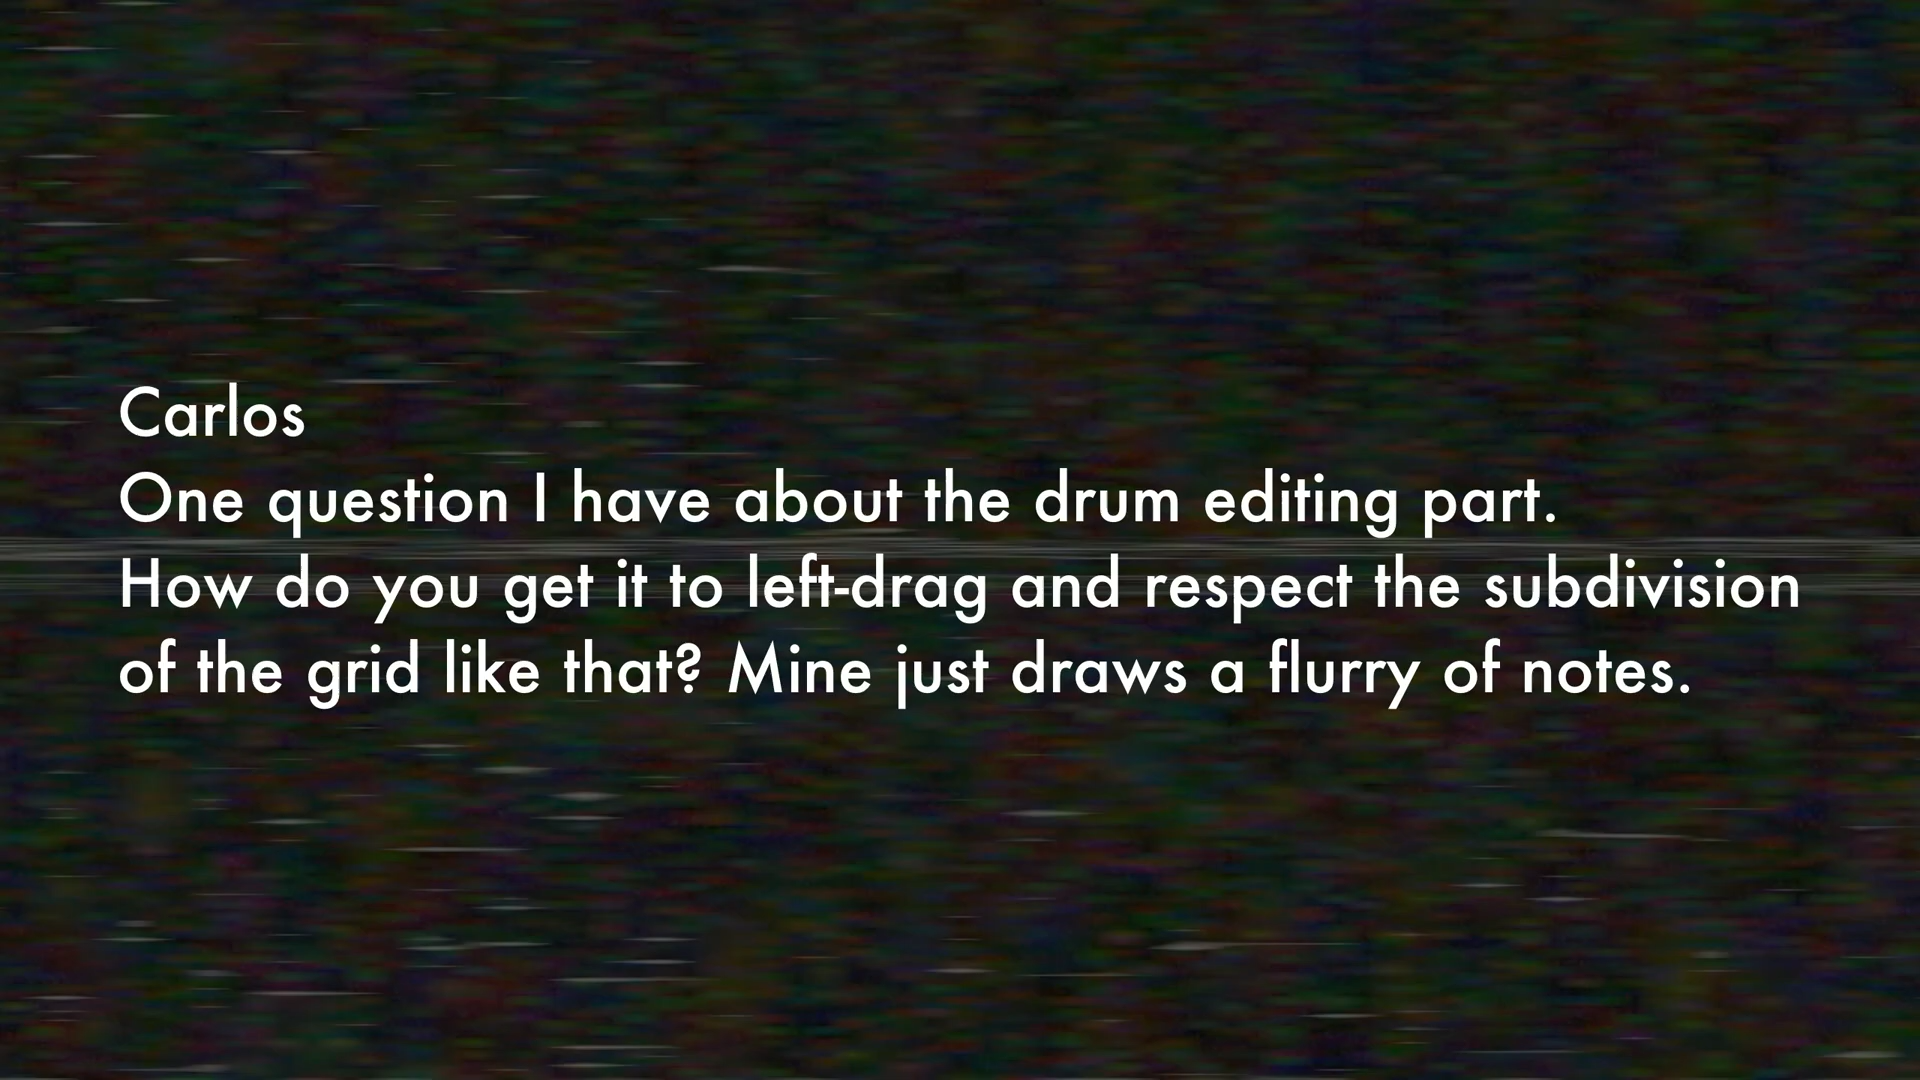 Carlos
One question I have about the drum editing part.
How do you get it to left-drag and respect the subdivision
of the grid like that? Mine just draws a flurry of notes.